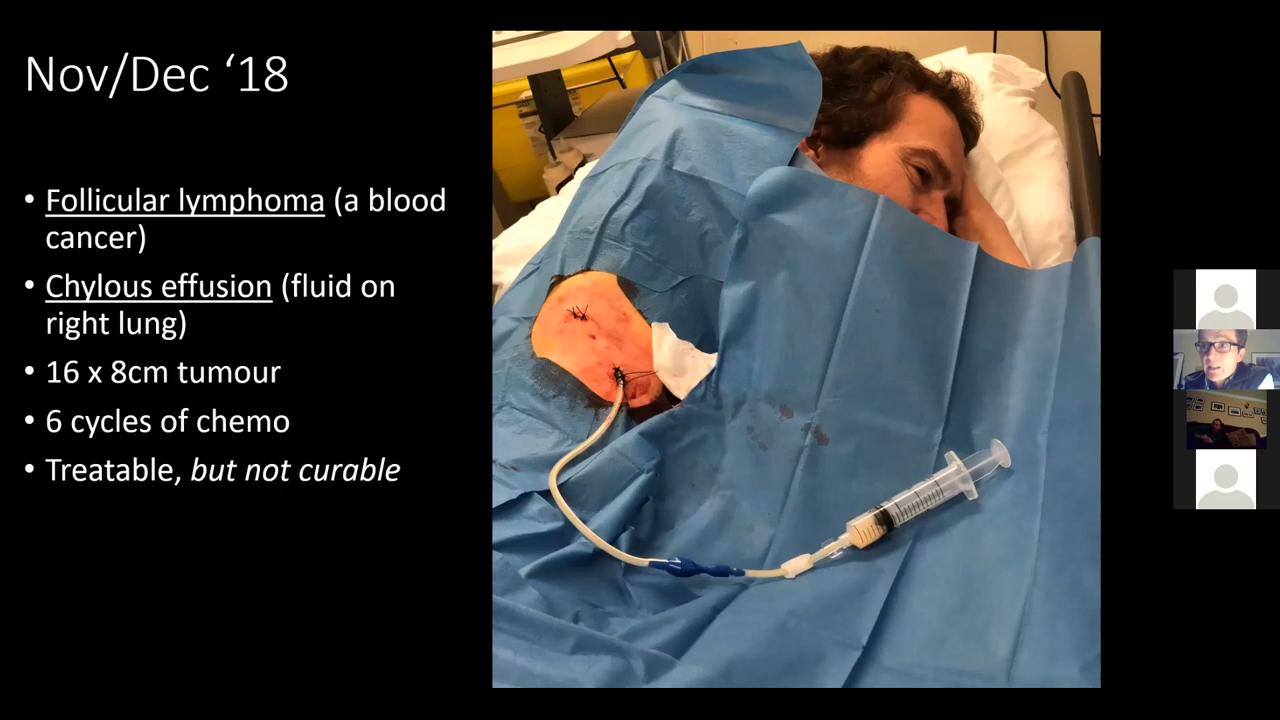 Nov/Dec ‘18
• Follicular lymphoma (a blood
cancer)
• Chylous effusion (fluid on
right lung)
• 16 x 8cm tumour
• 6 cycles of chemo
• Treatable, but not curable